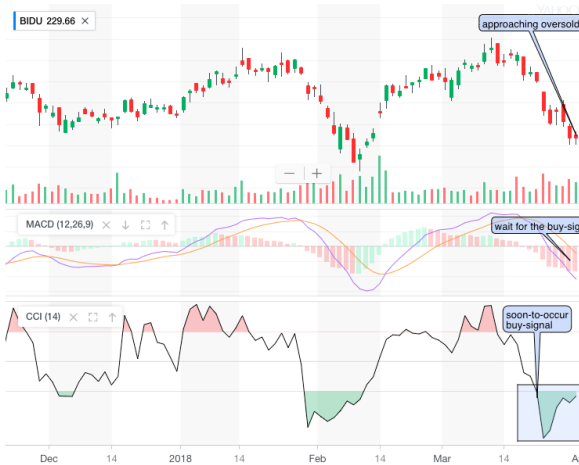 YAHOO
BIDU 229.66 ×
approaching oversold
− +
MACD (12,26,9)
wait for the buy-sig
CCI (14)
soon-to-occur
buy-signal
Dec 14 2018 14 Feb 14 Mar 14 A